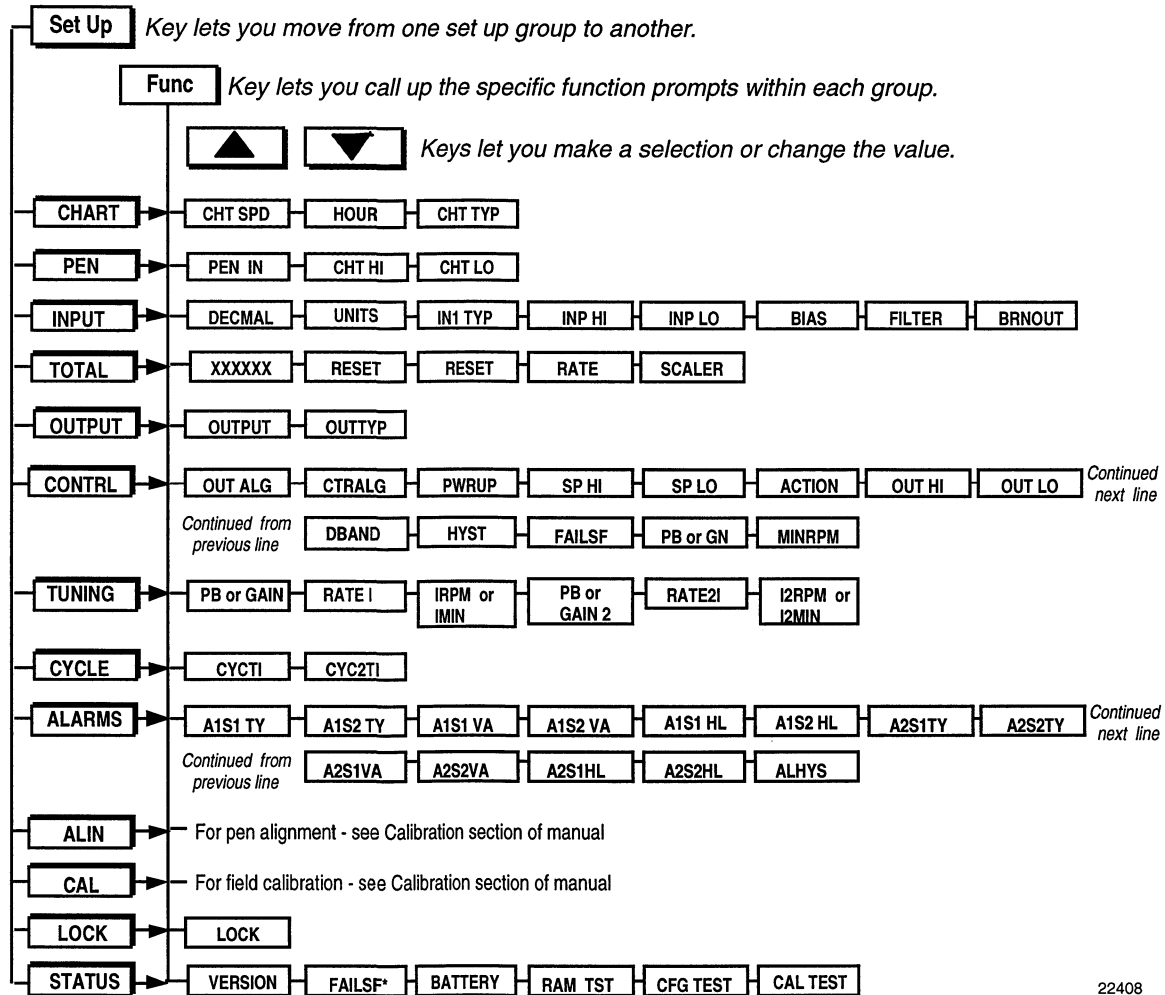 Set Up Key lets you move from one set up group to another.
Func Key lets you call up the specific function prompts within each group.
▲ ▼ Keys let you make a selection or change the value.
CHART CHT SPD HOUR CHT TYP
PEN PEN IN CHT HI CHT LO
INPUT DECMAL UNITS IN1 TYP INP HI INP LO BIAS FILTER BRNOUT
TOTAL XXXXXX RESET RESET RATE SCALER
OUTPUT OUTPUT OUTTYP
CONTRL OUT ALG CTRALG PWRUP SP HI SP LO ACTION OUT HI OUT LO Continued next line
Continued from previous line DBAND HYST FAILSF PB or GN MINRPM
TUNING PB or GAIN RATE I IRPM or IMIN PB or GAIN 2 RATE2I I2RPM or I2MIN
CYCLE CYCTI CYC2TI
ALARMS A1S1 TY A1S2 TY A1S1 VA A1S2 VA A1S1 HL A1S2 HL A2S1TY A2S2TY Continued next line
Continued from previous line A2S1VA A2S2VA A2S1HL A2S2HL ALHYS
ALIN For pen alignment - see Calibration section of manual
CAL For field calibration - see Calibration section of manual
LOCK LOCK
STATUS VERSION FAILSF* BATTERY RAM TST CFG TEST CAL TEST
22408